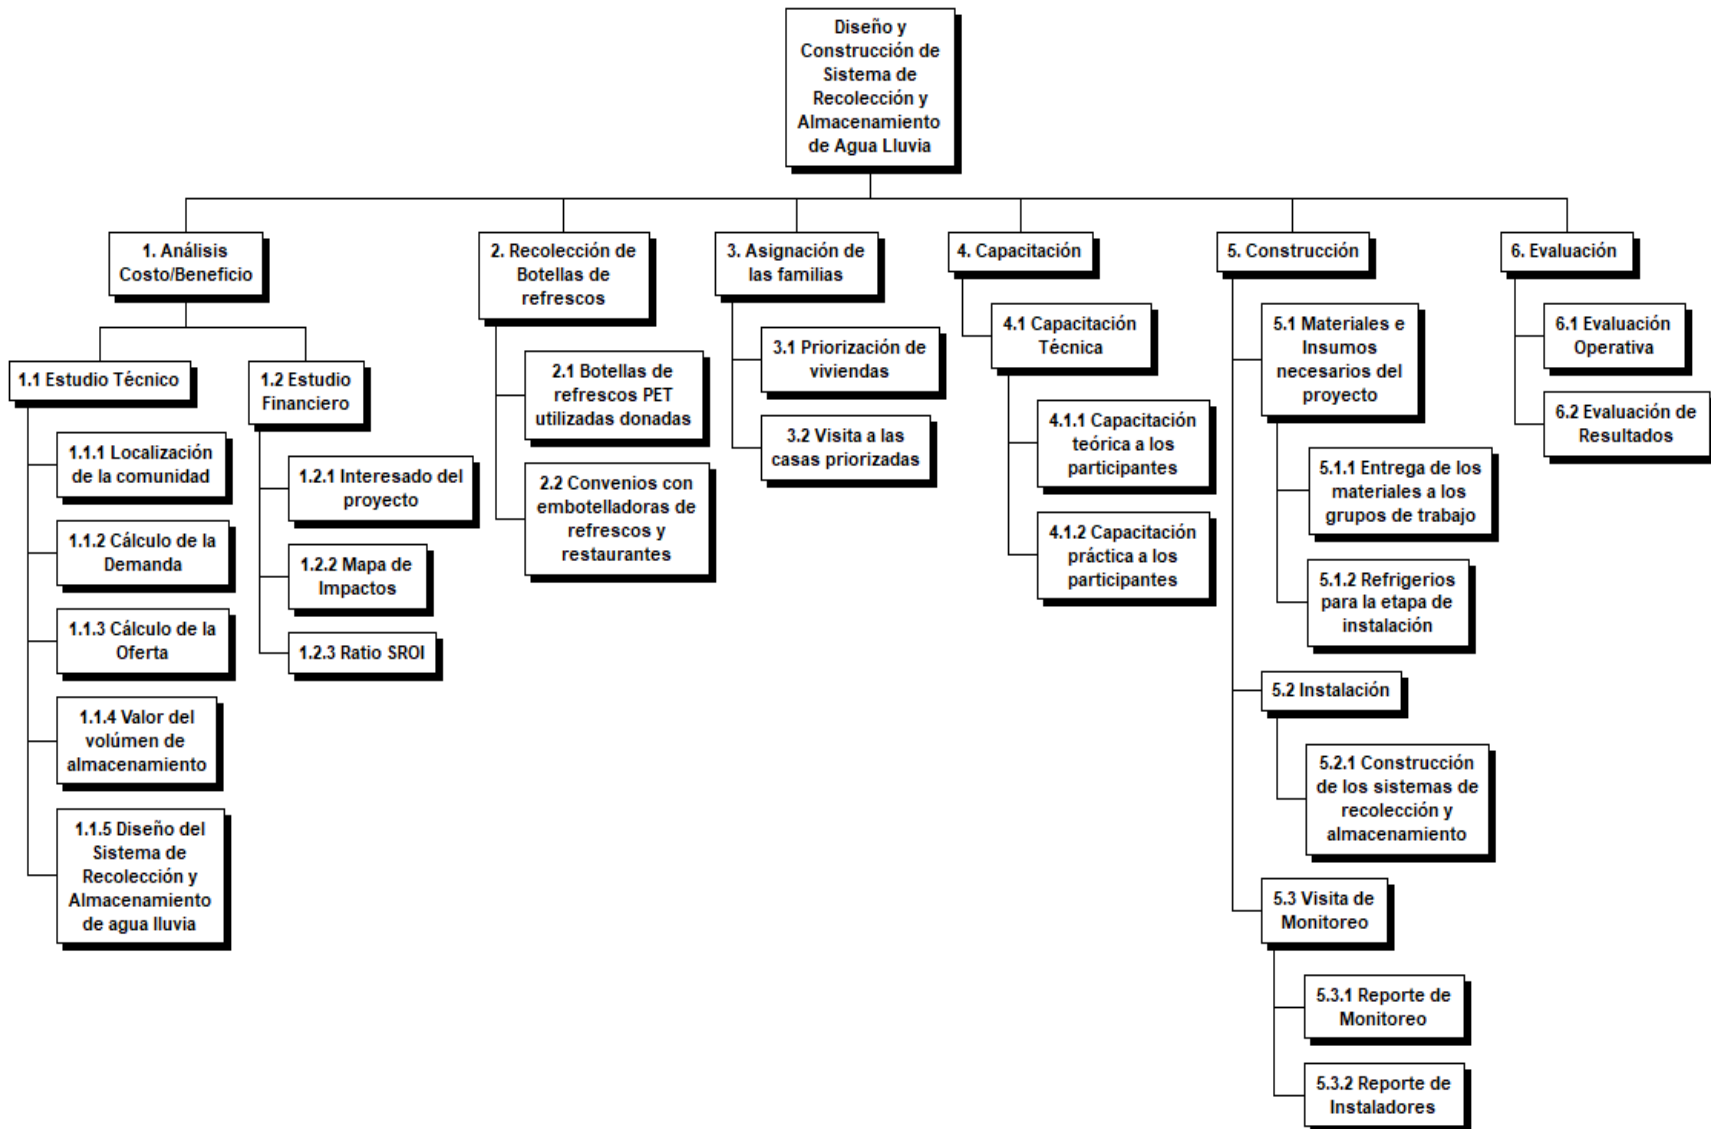 Diseño y
Construcción de
Sistema de
Recolección y
Almacenamiento
de Agua Lluvia
1. Análisis
Costo/Beneficio
1.1 Estudio Técnico
1.1.1 Localización
de la comunidad
1.1.2 Cálculo de la
Demanda
1.1.3 Cálculo de la
Oferta
1.1.4 Valor del
volúmen de
almacenamiento
1.1.5 Diseño del
Sistema de
Recolección y
Almacenamiento
de agua lluvia
1.2 Estudio
Financiero
1.2.1 Interesado del
proyecto
1.2.2 Mapa de
Impactos
1.2.3 Ratio SROI
2. Recolección de
Botellas de
refrescos
2.1 Botellas de
refrescos PET
utilizadas donadas
2.2 Convenios con
embotelladoras de
refrescos y
restaurantes
3. Asignación de
las familias
3.1 Priorización de
viviendas
3.2 Visita a las
casas priorizadas
4. Capacitación
4.1 Capacitación
Técnica
4.1.1 Capacitación
teórica a los
participantes
4.1.2 Capacitación
práctica a los
participantes
5. Construcción
5.1 Materiales e
Insumos
necesarios del
proyecto
5.1.1 Entrega de los
materiales a los
grupos de trabajo
5.1.2 Refrigerios
para la etapa de
instalación
5.2 Instalación
5.2.1 Construcción
de los sistemas de
recolección y
almacenamiento
5.3 Visita de
Monitoreo
5.3.1 Reporte de
Monitoreo
5.3.2 Reporte de
Instaladores
6. Evaluación
6.1 Evaluación
Operativa
6.2 Evaluación de
Resultados